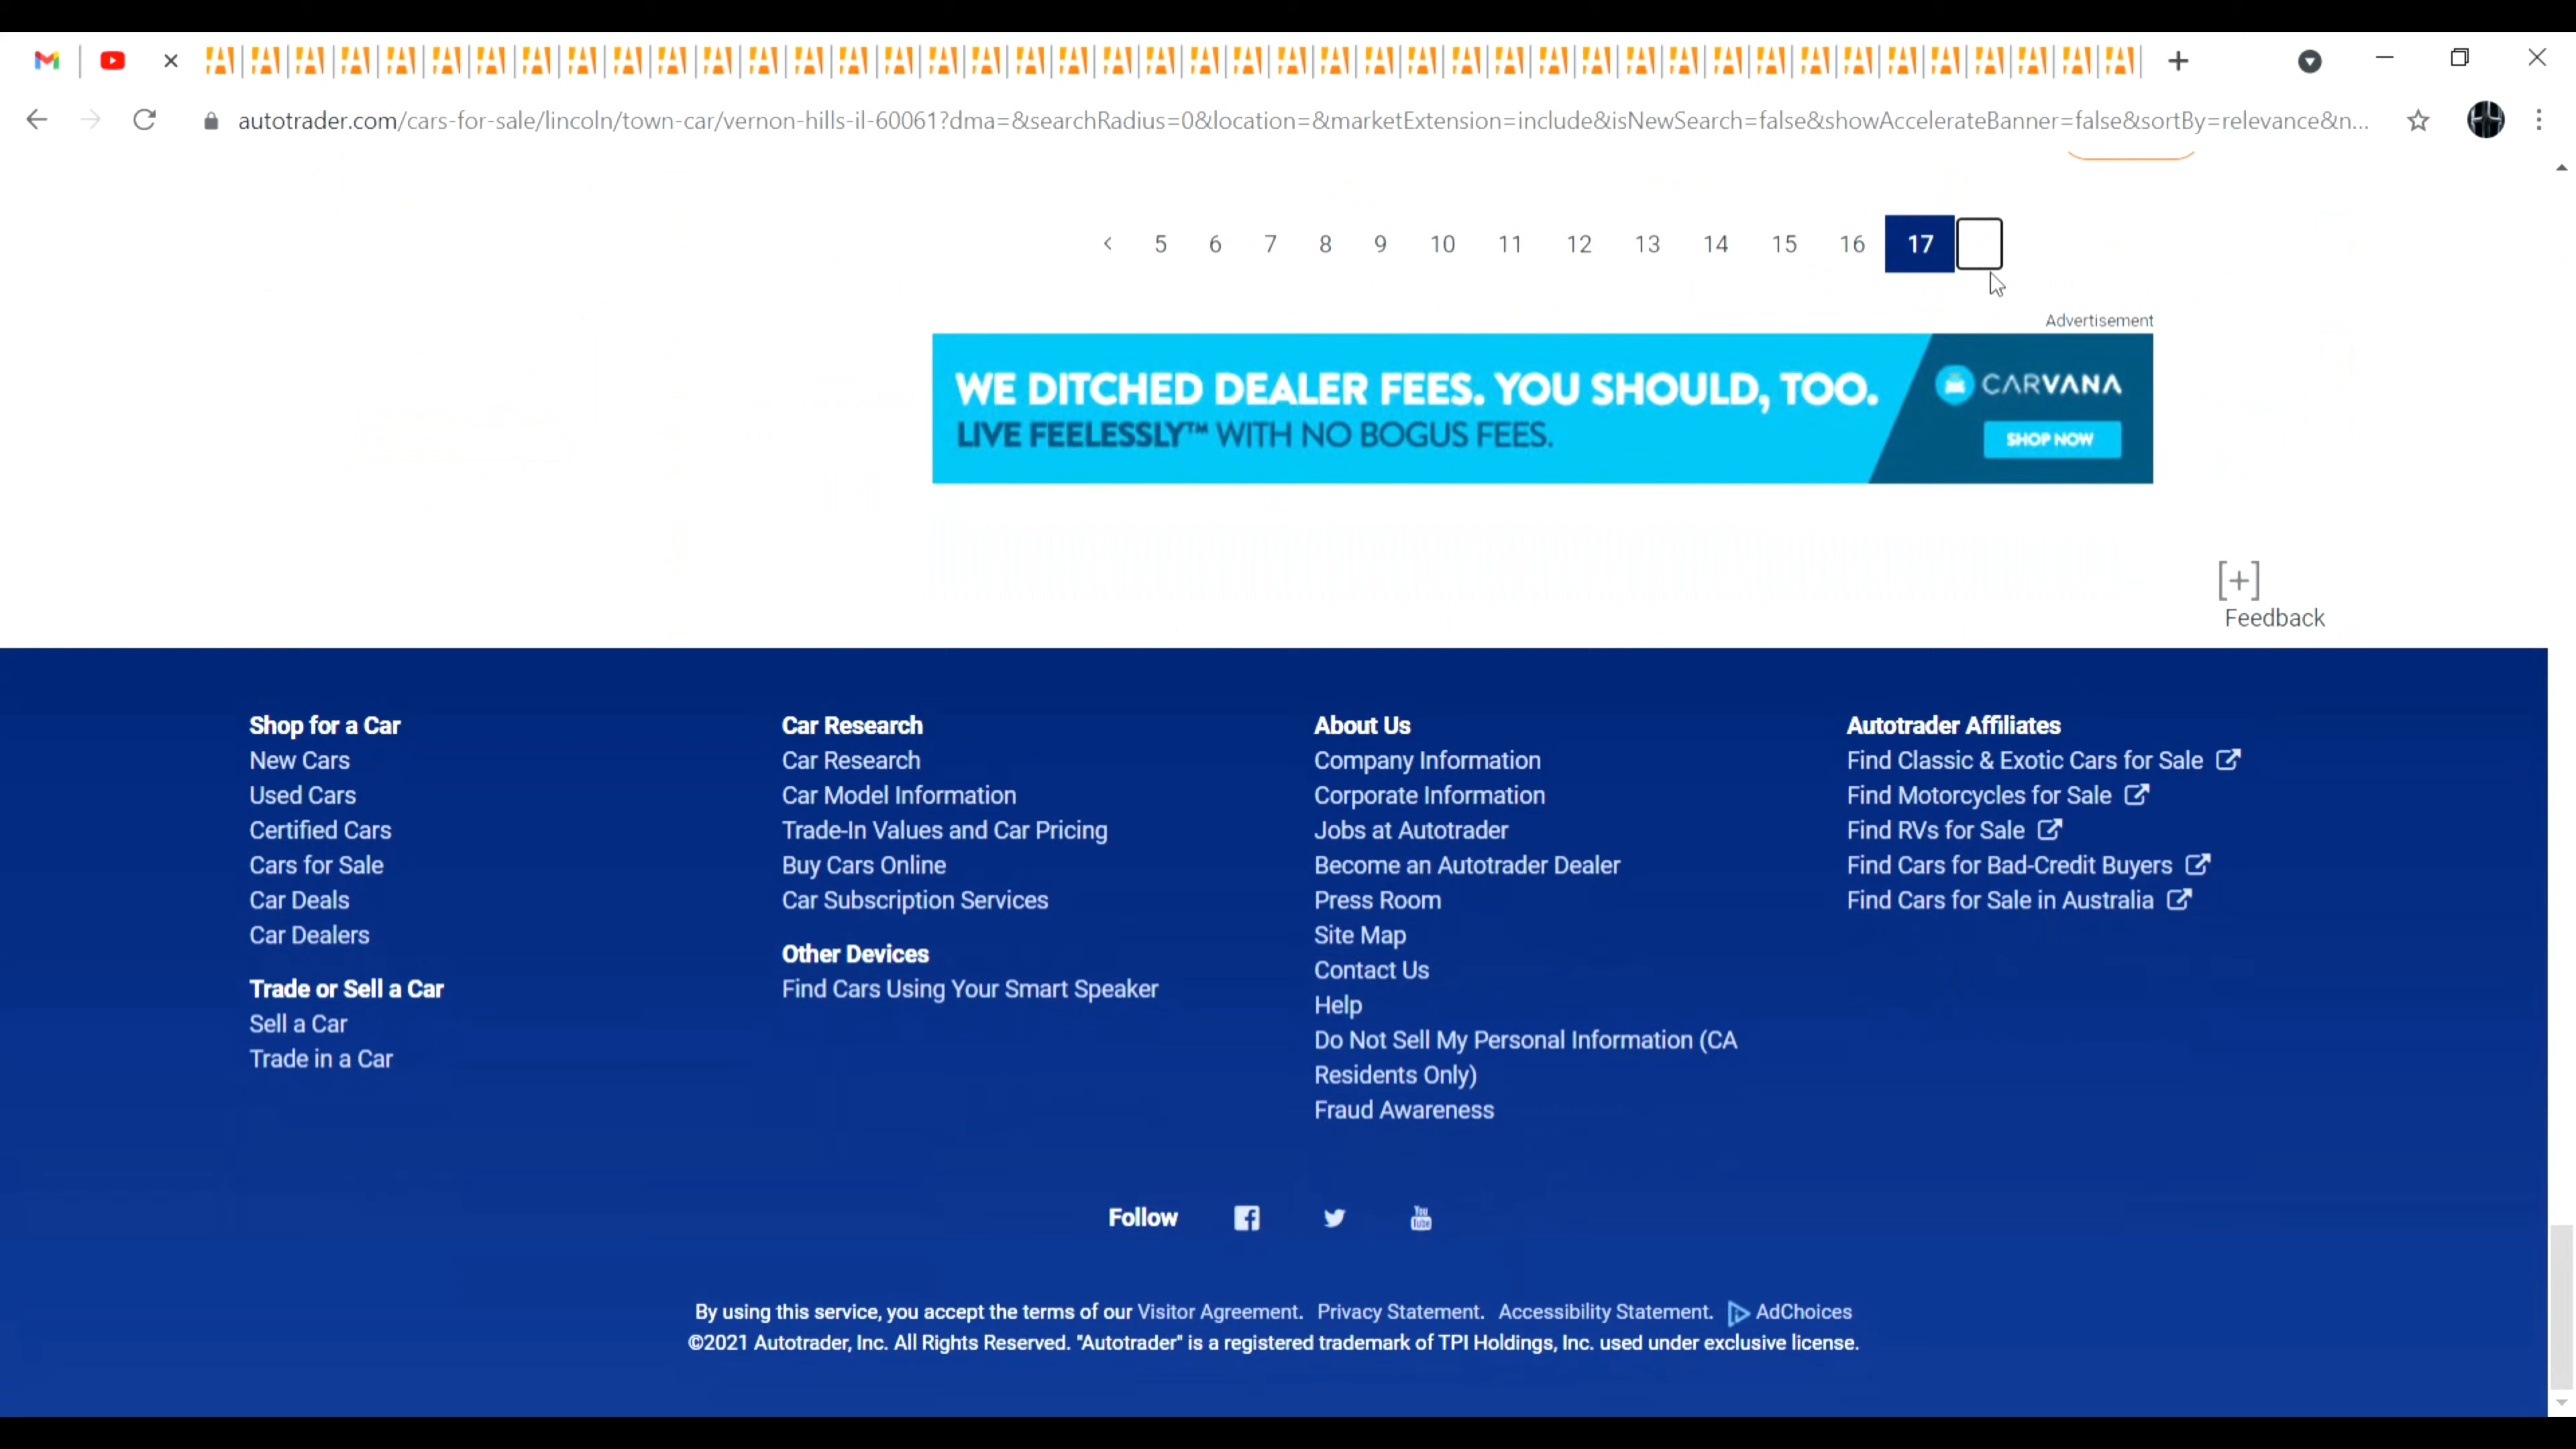 autotrader.com/cars-for-sale/lincoln/town-car/vernon-hills-il-60061?dma=&searchRadius=0&location=&marketExtension=include&isNewSearch=false&showAccelerateBanner=false&sortBy=relevance&n...
< 5 6 7 8 9 10 11 12 13 14 15 16 17
Advertisement
WE DITCHED DEALER FEES. YOU SHOULD, TOO.
LIVE FEELESSLY™ WITH NO BOGUS FEES.
CARVANA
SHOP NOW
[+]
Feedback
Shop for a Car
New Cars
Used Cars
Certified Cars
Cars for Sale
Car Deals
Car Dealers
Trade or Sell a Car
Sell a Car
Trade in a Car
Car Research
Car Research
Car Model Information
Trade-In Values and Car Pricing
Buy Cars Online
Car Subscription Services
Other Devices
Find Cars Using Your Smart Speaker
About Us
Company Information
Corporate Information
Jobs at Autotrader
Become an Autotrader Dealer
Press Room
Site Map
Contact Us
Help
Do Not Sell My Personal Information (CA
Residents Only)
Fraud Awareness
Autotrader Affiliates
Find Classic & Exotic Cars for Sale
Find Motorcycles for Sale
Find RVs for Sale
Find Cars for Bad-Credit Buyers
Find Cars for Sale in Australia
Follow
You Tube
By using this service, you accept the terms of our Visitor Agreement. Privacy Statement. Accessibility Statement. AdChoices
©2021 Autotrader, Inc. All Rights Reserved. "Autotrader" is a registered trademark of TPI Holdings, Inc. used under exclusive license.